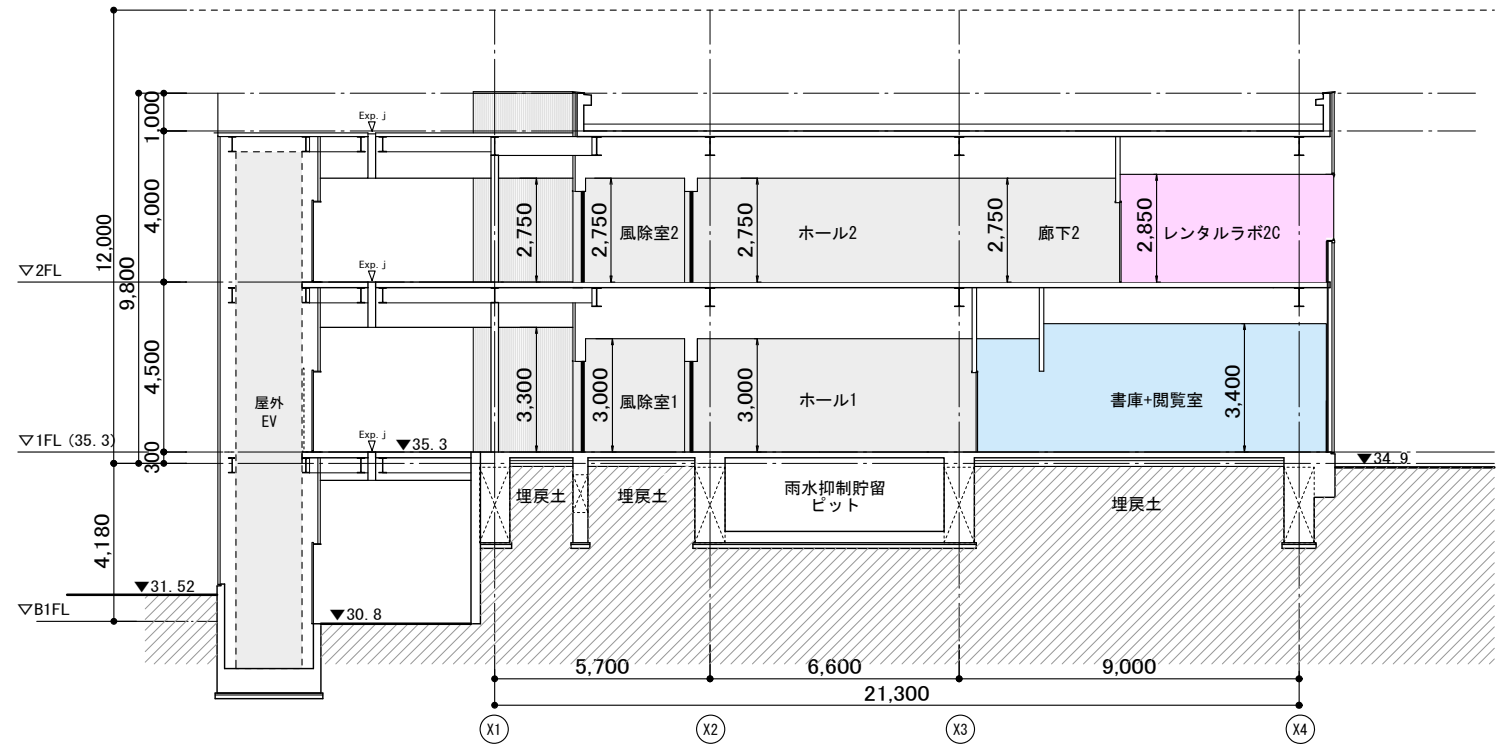 1,000
Exp. j
4,000
12,000
9,800
2,750
2,750
風除室2
2,750
ホール2
2,750
廊下2
2,850
レンタルラボ2C
▽2FL
Exp. j
4,500
屋外
EV
3,300
3,000
風除室1
3,000
ホール1
書庫+閲覧室
3,400
▽1FL (35.3)
Exp. j
▼35.3
300
▼34.9
埋戻土
埋戻土
雨水抑制貯留
ピット
埋戻土
4,180
▼31.52
▽B1FL
▼30.8
5,700
6,600
9,000
21,300
X1
X2
X3
X4